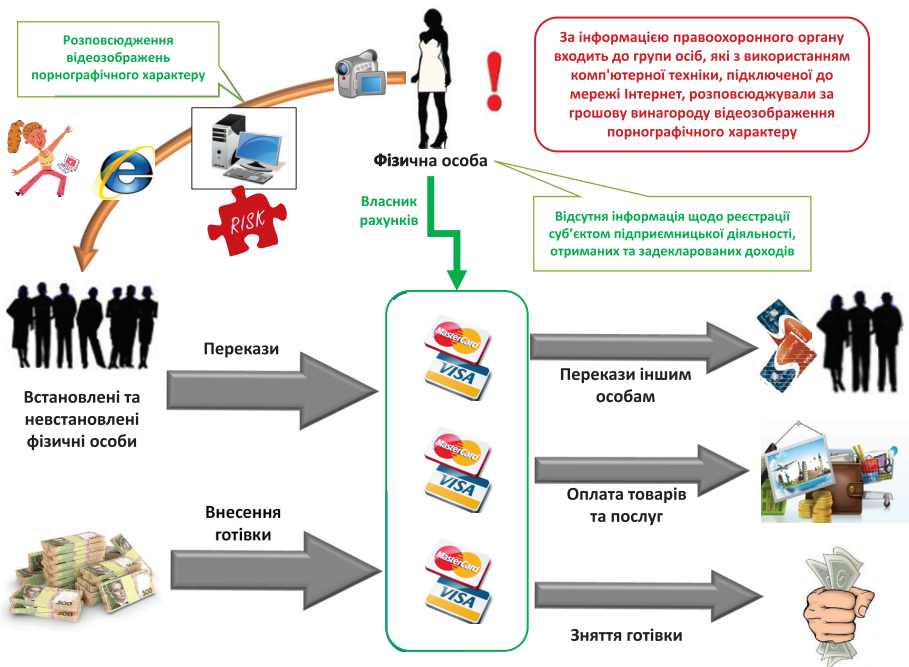 Розповсюдження
відеозображень
порнографічного характеру
За інформацією правоохоронного органу
входить до групи осіб, які з використанням
комп'ютерної техніки, підключеної до
мережі Інтернет, розповсюджували за
грошову винагороду відеозображення
порнографічного характеру
Фізична особа
RISK
Власник
рахунків
Відсутня інформація щодо реєстрації
суб’єктом підприємницької діяльності,
отриманих та задекларованих доходів
Встановлені та
невстановлені
фізичні особи
Перекази
MasterCard
VISA
Перекази іншим
особам
MasterCard
VISA
Оплата товарів
та послуг
Внесення
готівки
500
500
MasterCard
VISA
Зняття готівки